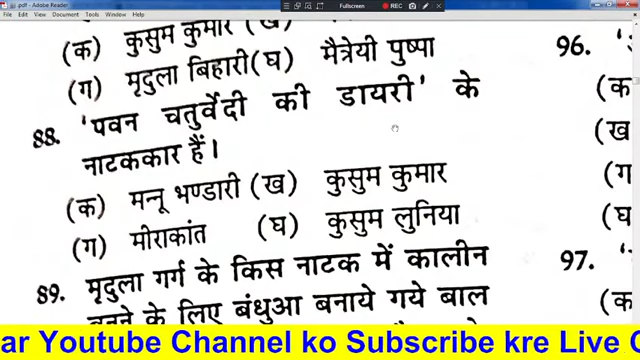 .pdf - Adobe Reader
File Edit View Document Tools Window Help
Fullscreen REC
(क) कुसुम कुमार (ख)
(ग) मृदुला बिहारी (घ) मैत्रेयी पुष्पा
88. 'पवन चतुर्वेदी की डायरी' के
नाटककार हैं।
(क) मन्नू भण्डारी (ख) कुसुम कुमार
(ग) मीराकांत (घ) कुसुम लुनिया
89. मृदुला गर्ग के किस नाटक में कालीन
बनने के लिए बंधुआ बनाये गये बाल
96.
(क
(ख
(ग
(घ
97.
(क
ar Youtube Channel ko Subscribe kre Live C